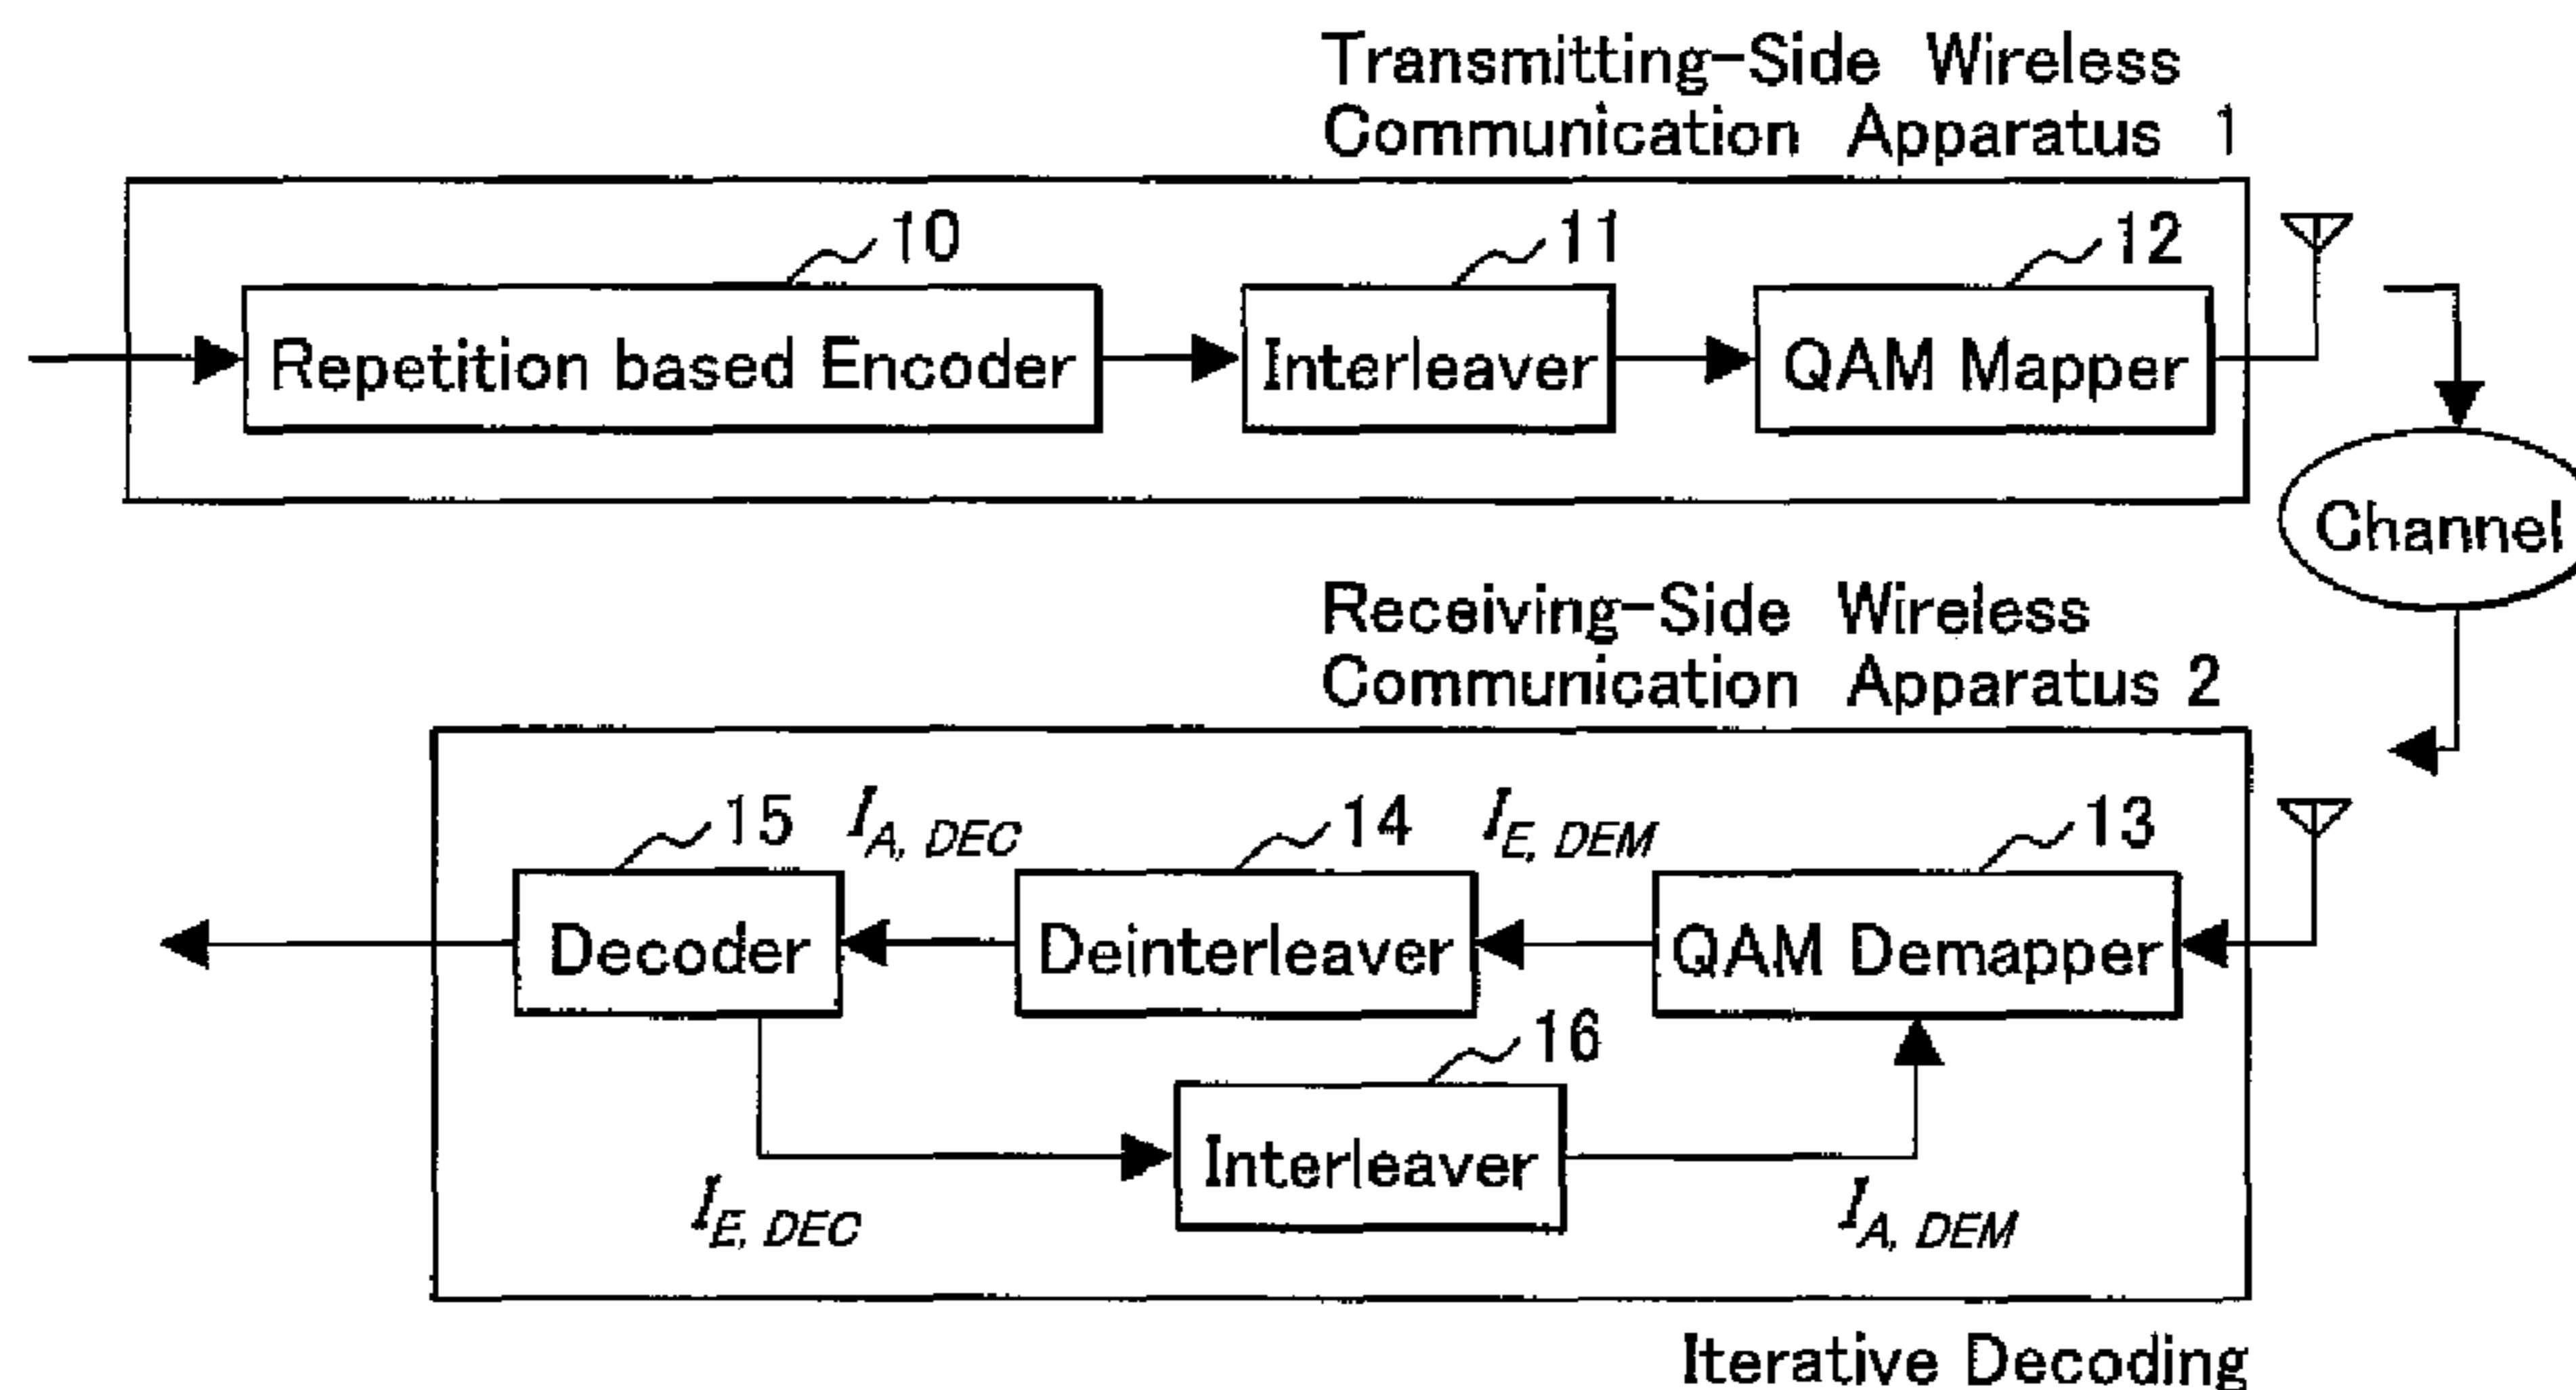 Transmitting-Side Wireless
Communication Apparatus 1
10
11
12
Repetition based Encoder
Interleaver
QAM Mapper
Channel
Receiving-Side Wireless
Communication Apparatus 2
15
I_{A, DEC}
14
I_{E, DEM}
13
Decoder
Deinterleaver
QAM Demapper
16
Interleaver
I_{E, DEC}
I_{A, DEM}
Iterative Decoding